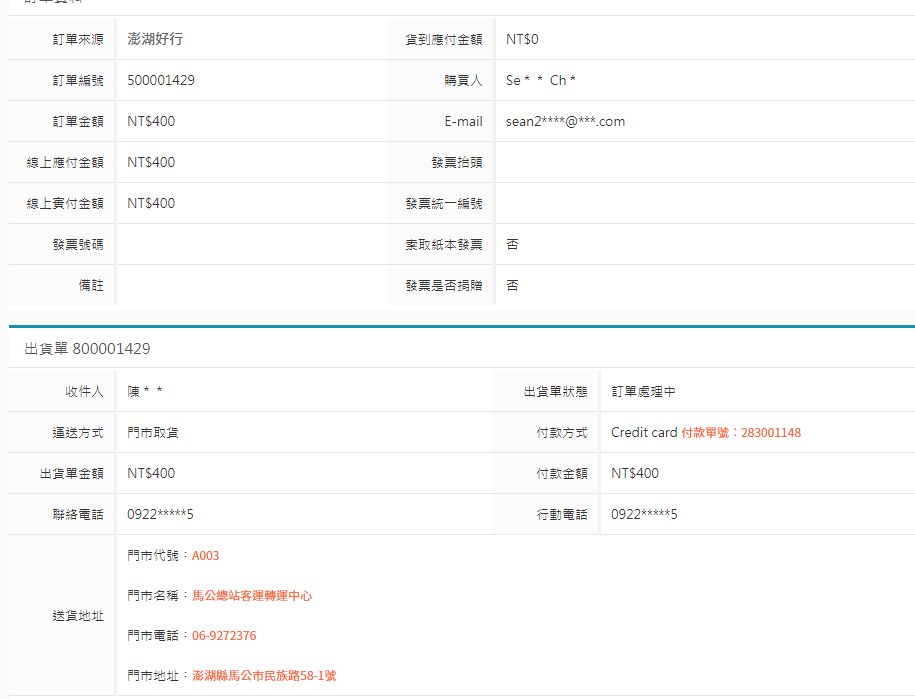 訂單來源 澎湖好行 貨到應付金額 NT$0
訂單編號 500001429 購買人 Se * * Ch *
訂單金額 NT$400 E-mail sean2****@***.com
線上應付金額 NT$400 發票抬頭
線上實付金額 NT$400 發票統一編號
發票號碼 索取紙本發票 否
備註 發票是否捐贈 否
出貨單 800001429
收件人 陳 * * 出貨單狀態 訂單處理中
運送方式 門市取貨 付款方式 Credit card 付款單號：283001148
出貨單金額 NT$400 付款金額 NT$400
聯絡電話 0922*****5 行動電話 0922*****5
送貨地址
門市代號：A003
門市名稱：馬公總站客運轉運中心
門市電話：06-9272376
門市地址：澎湖縣馬公市民族路58-1號